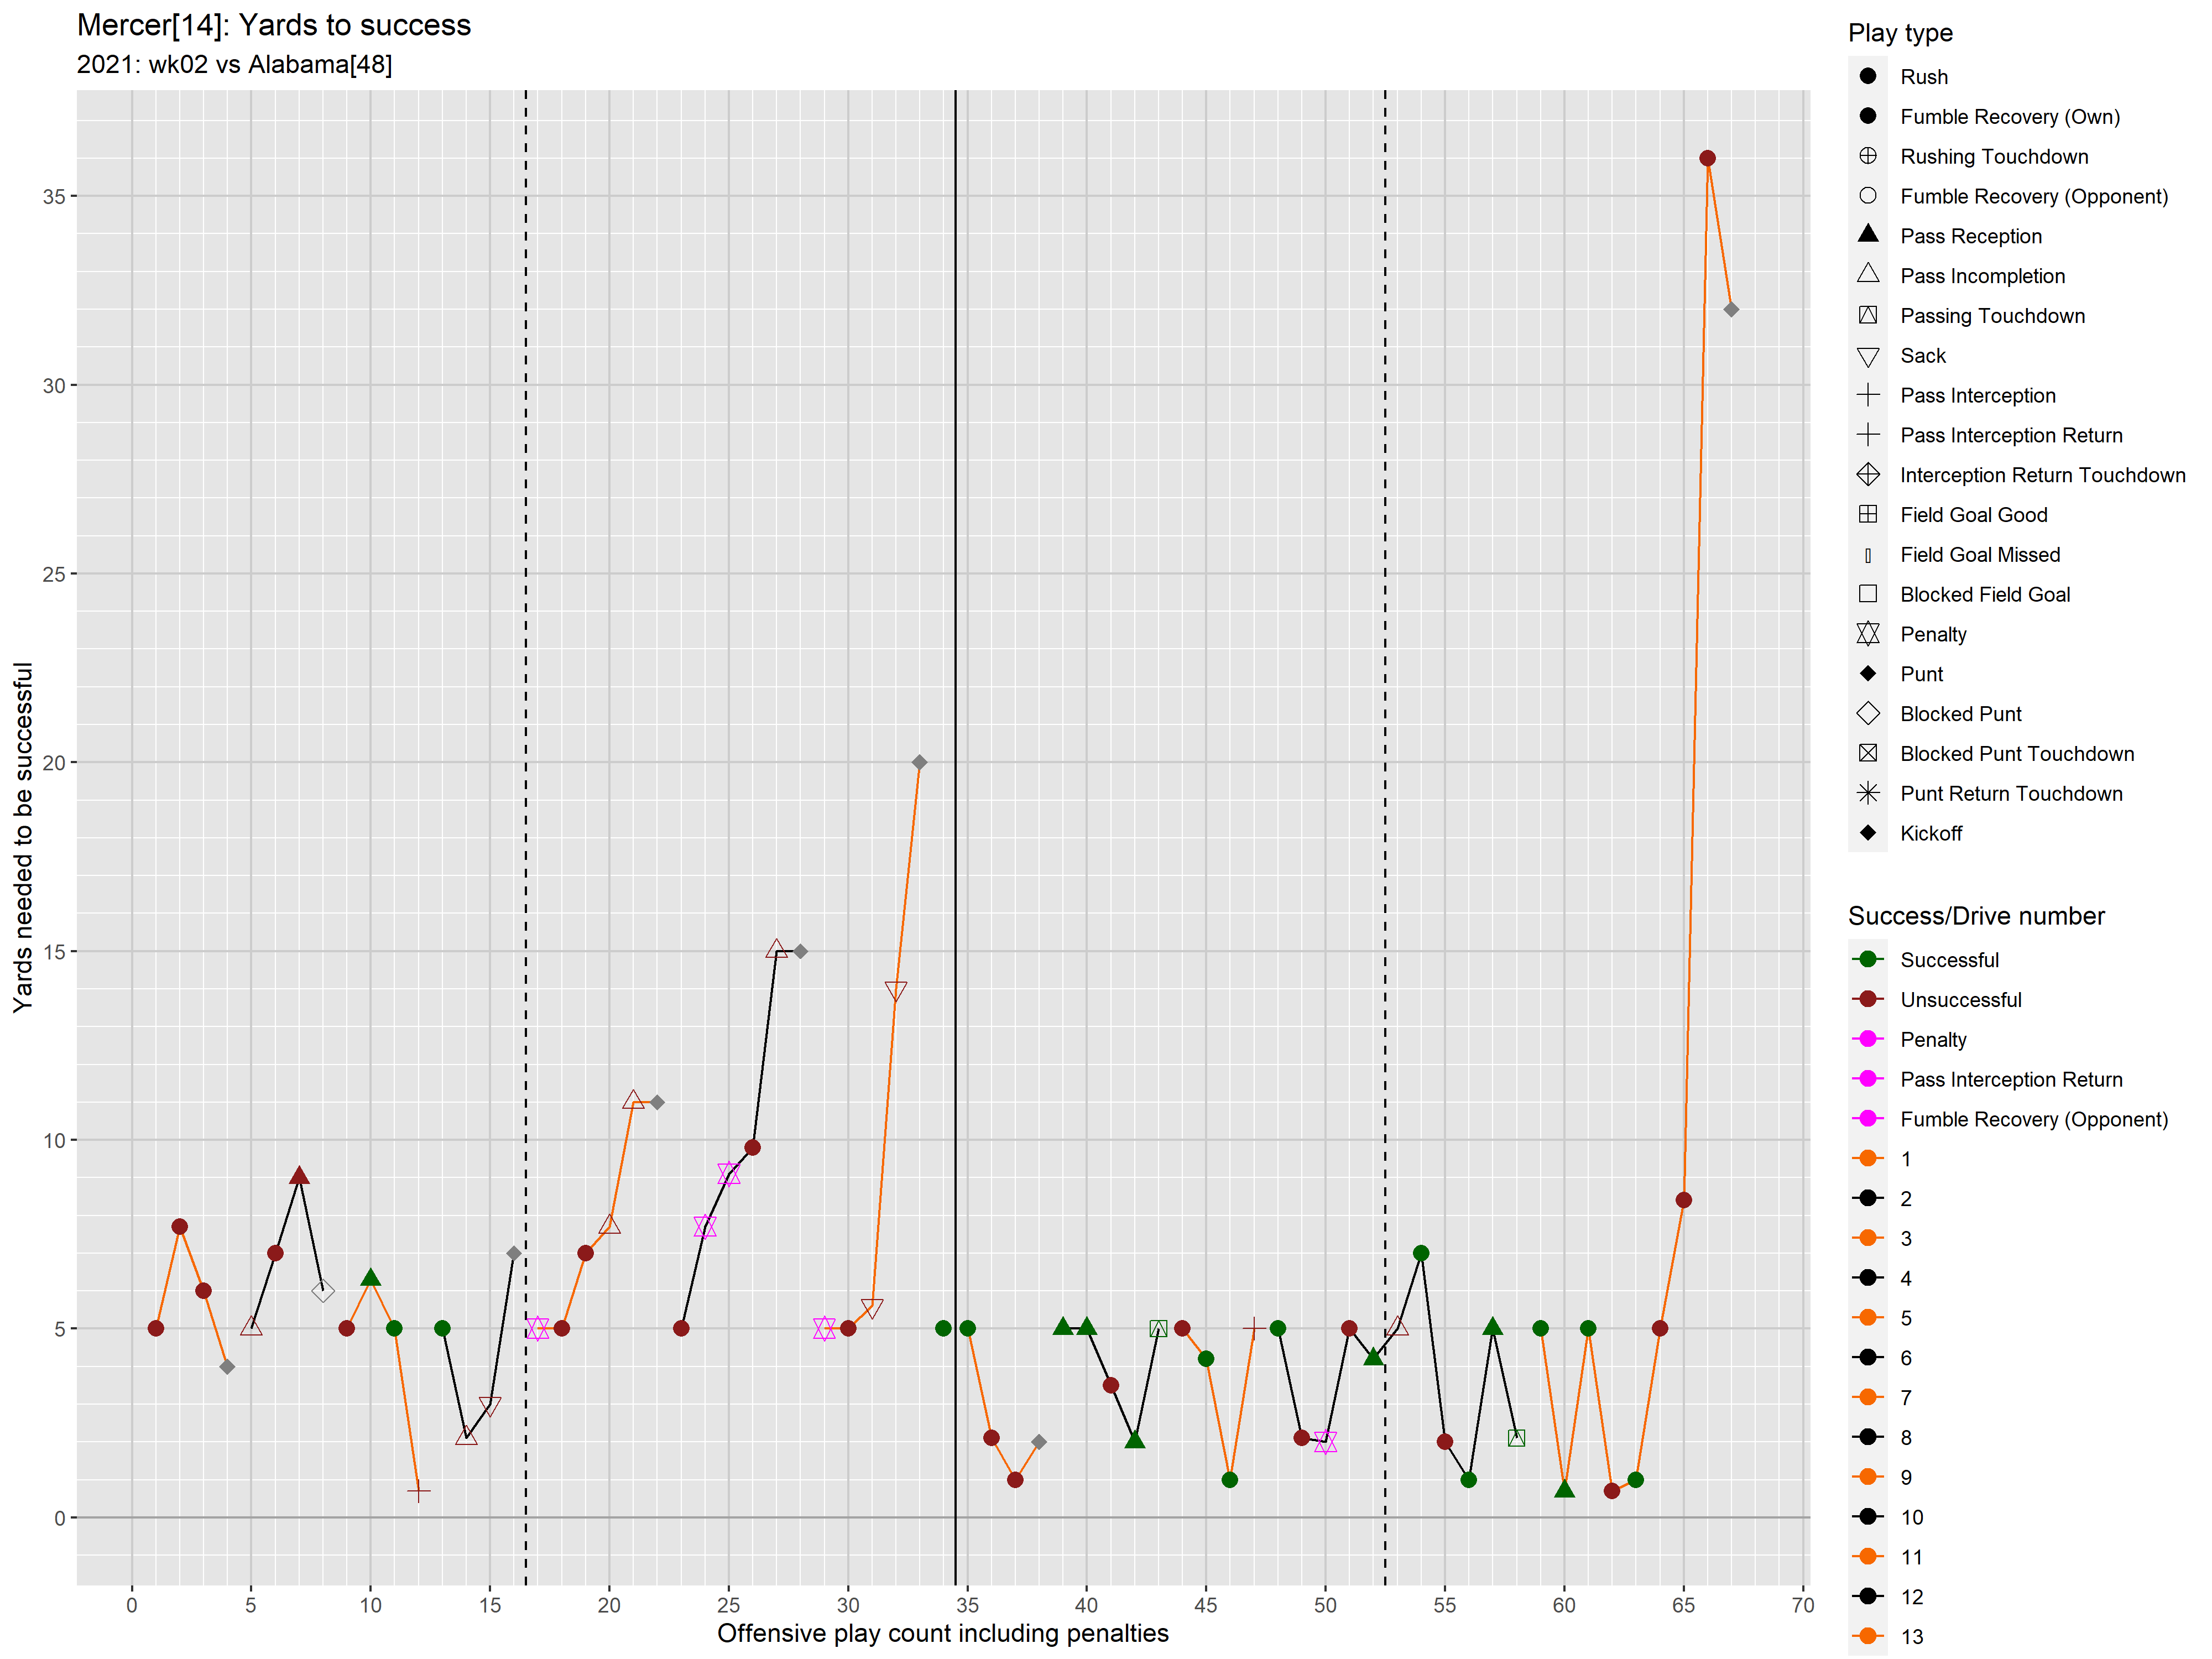 Mercer[14]: Yards to success
2021: wk02 vs Alabama[48]
Yards needed to be successful
35
30
25
20
15
10
5
0
0 5 10 15 20 25 30 35 40 45 50 55 60 65 70
Offensive play count including penalties
Play type
Rush
Fumble Recovery (Own)
Rushing Touchdown
Fumble Recovery (Opponent)
Pass Reception
Pass Incompletion
Passing Touchdown
Sack
Pass Interception
Pass Interception Return
Interception Return Touchdown
Field Goal Good
Field Goal Missed
Blocked Field Goal
Penalty
Punt
Blocked Punt
Blocked Punt Touchdown
Punt Return Touchdown
Kickoff
Success/Drive number
Successful
Unsuccessful
Penalty
Pass Interception Return
Fumble Recovery (Opponent)
1
2
3
4
5
6
7
8
9
10
11
12
13